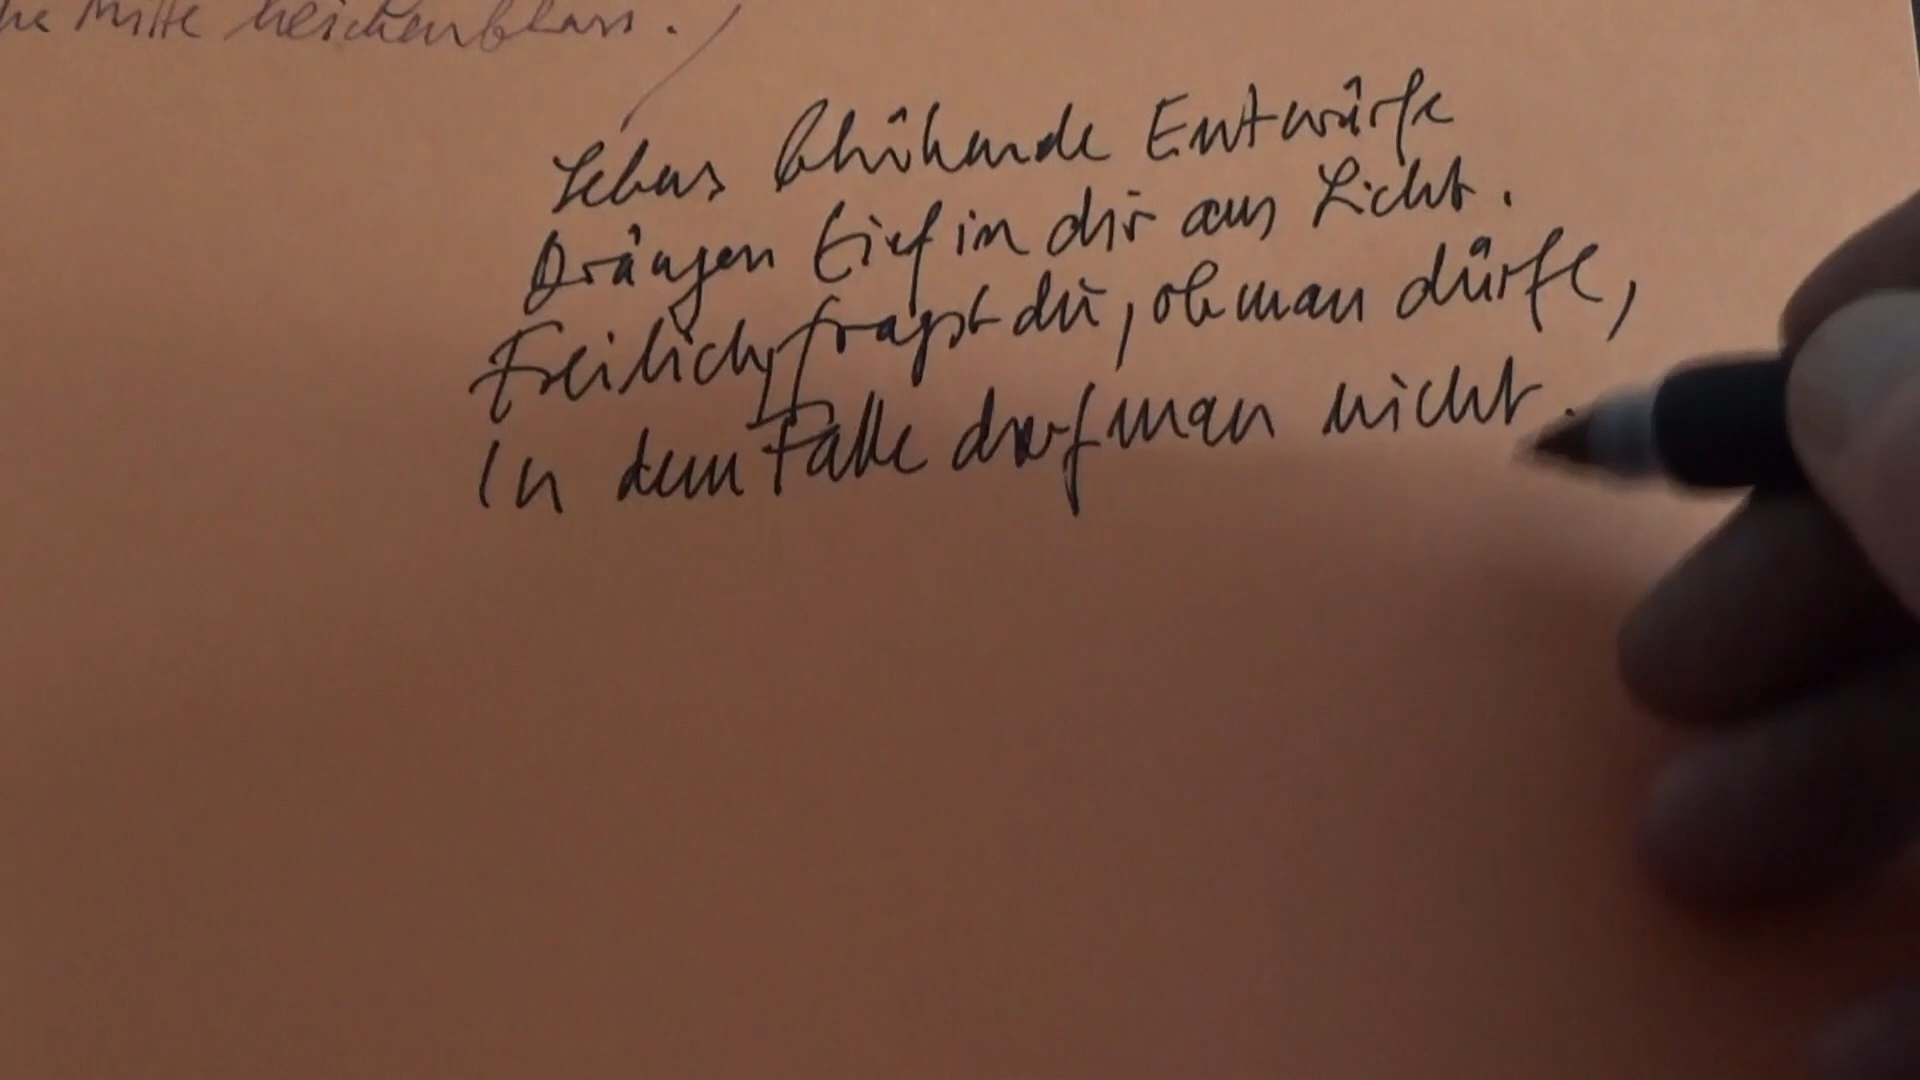 Mitte leichenblass.
Lebens blühende Entwürfe
Drängen tief in dir ans Licht.
Freilich fragst du, ob man dürfe,
In dem Falle darf man nicht.